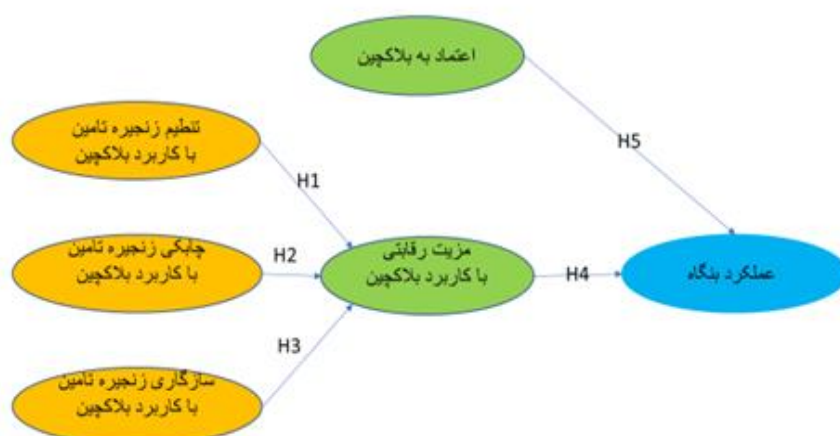 اعتماد به بلاکچین
تنظیم زنجیره تامین
با کاربرد بلاکچین
H5
H1
چابکی زنجیره تامین
با کاربرد بلاکچین
H2
مزیت رقابتی
با کاربرد بلاکچین
H4
عملکرد بنگاه
H3
سازگاری زنجیره تامین
با کاربرد بلاکچین